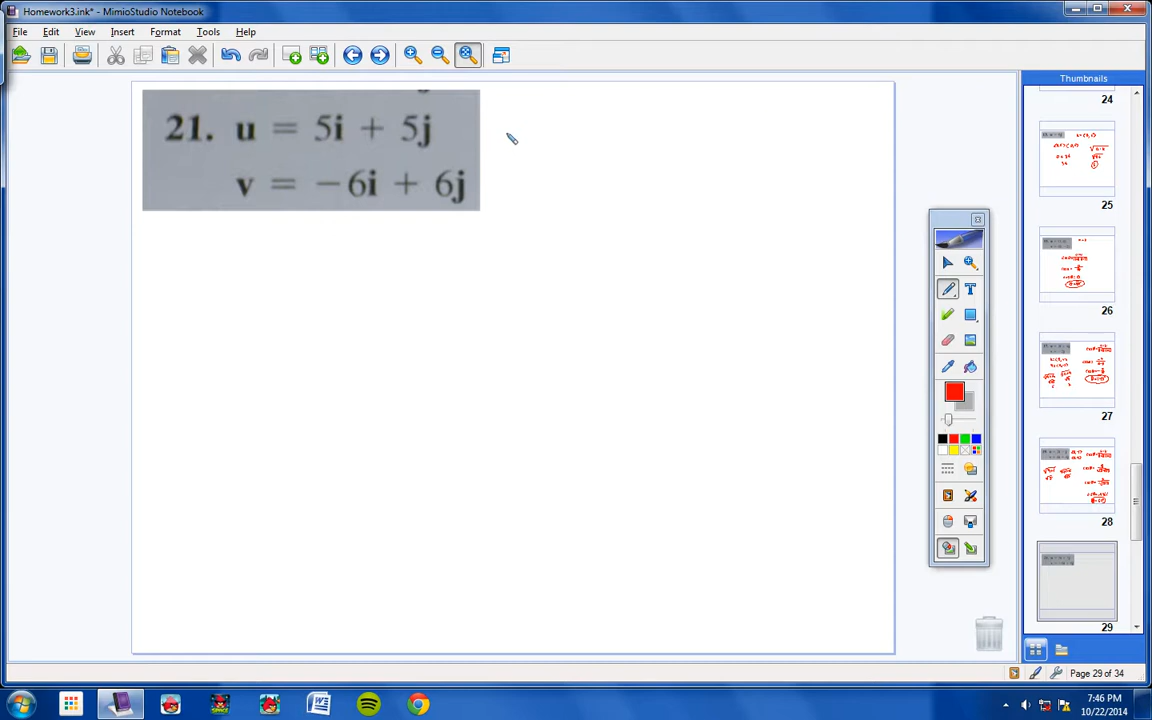 Homework3.ink* - MimioStudio Notebook
File Edit View Insert Format Tools Help
21. u = 5i + 5j
v = -6i + 6j
Thumbnails
24
25
26
27
28
29
Page 29 of 34
7:46 PM
10/22/2014